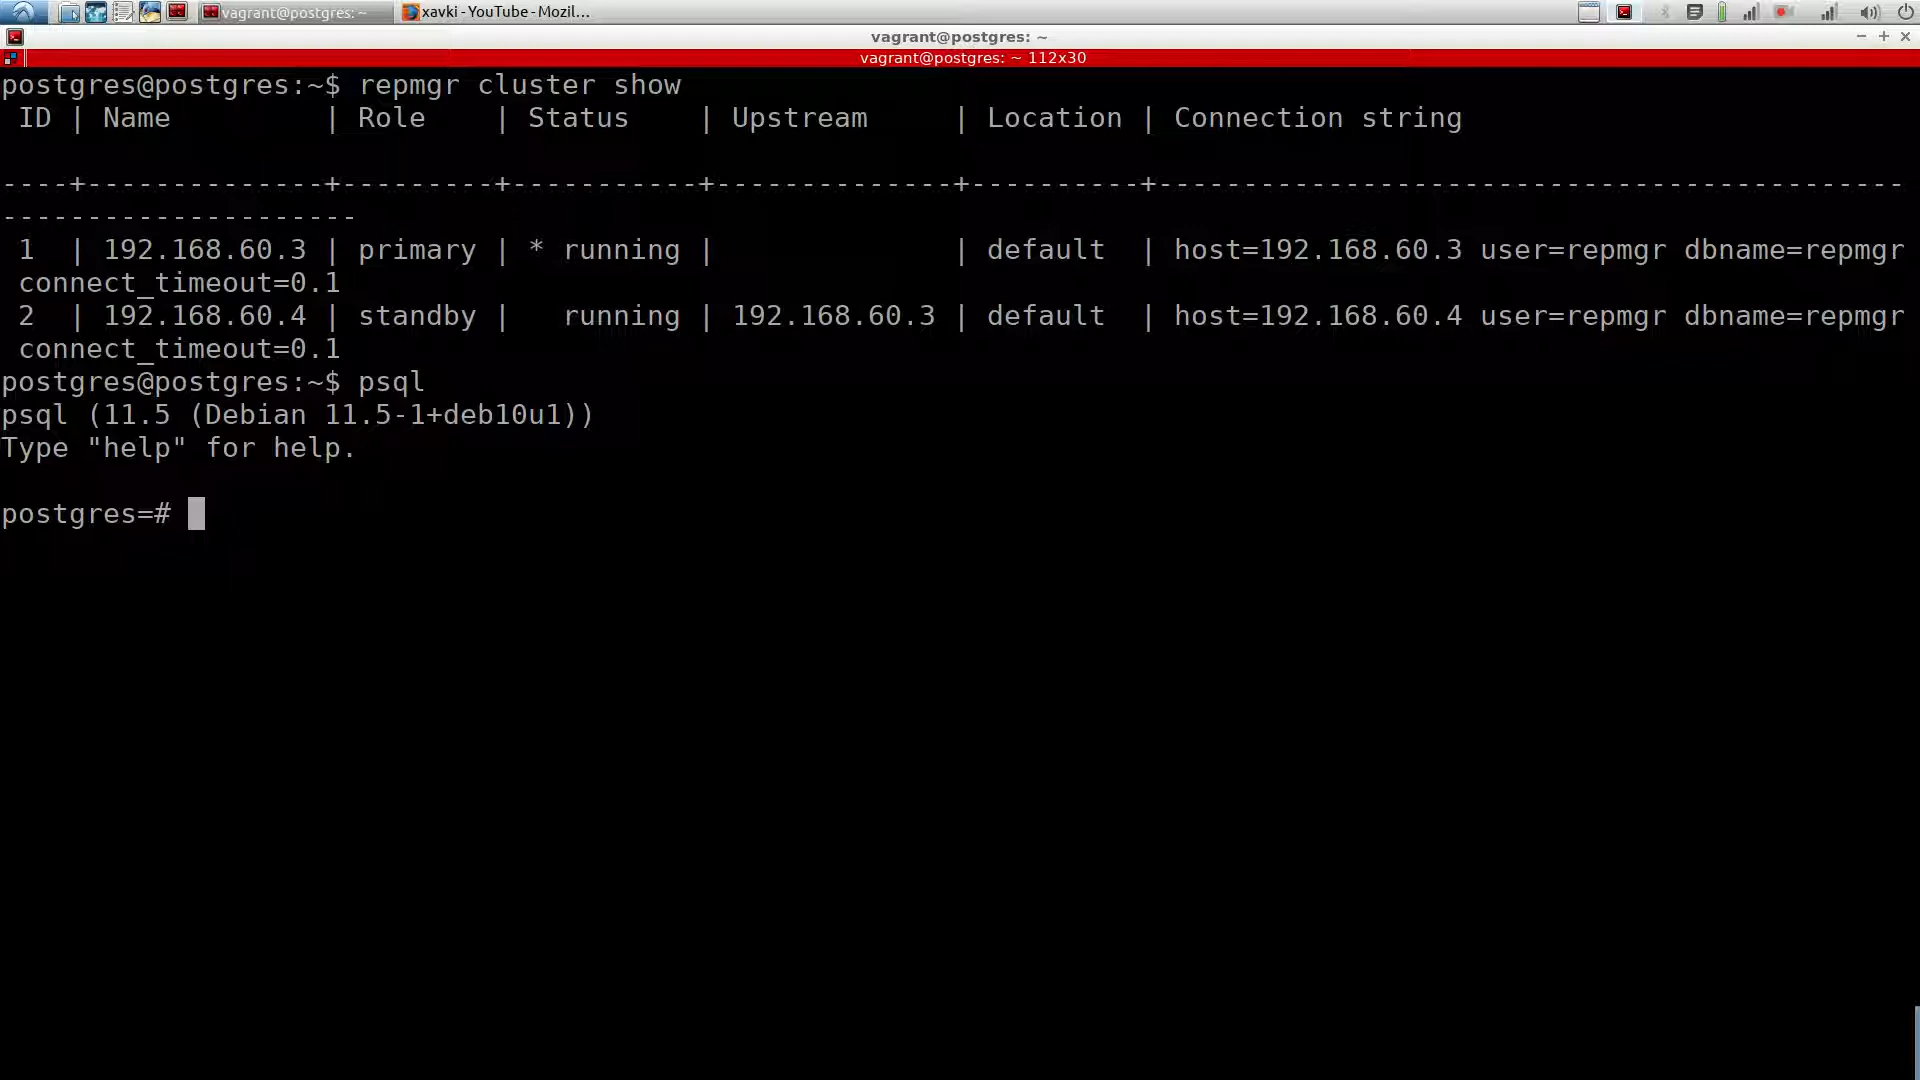 vagrant@postgres: ~
xavki - YouTube - Mozil...
vagrant@postgres: ~
vagrant@postgres: ~ 112x30
postgres@postgres:~$ repmgr cluster show
 ID | Name         | Role    | Status    | Upstream     | Location | Connection string
----+--------------+---------+-----------+--------------+----------+--------------------------------------------
---------------------
 1  | 192.168.60.3 | primary | * running |              | default  | host=192.168.60.3 user=repmgr dbname=repmgr
 connect_timeout=0.1
 2  | 192.168.60.4 | standby |   running | 192.168.60.3 | default  | host=192.168.60.4 user=repmgr dbname=repmgr
 connect_timeout=0.1
postgres@postgres:~$ psql
psql (11.5 (Debian 11.5-1+deb10u1))
Type "help" for help.
postgres=#